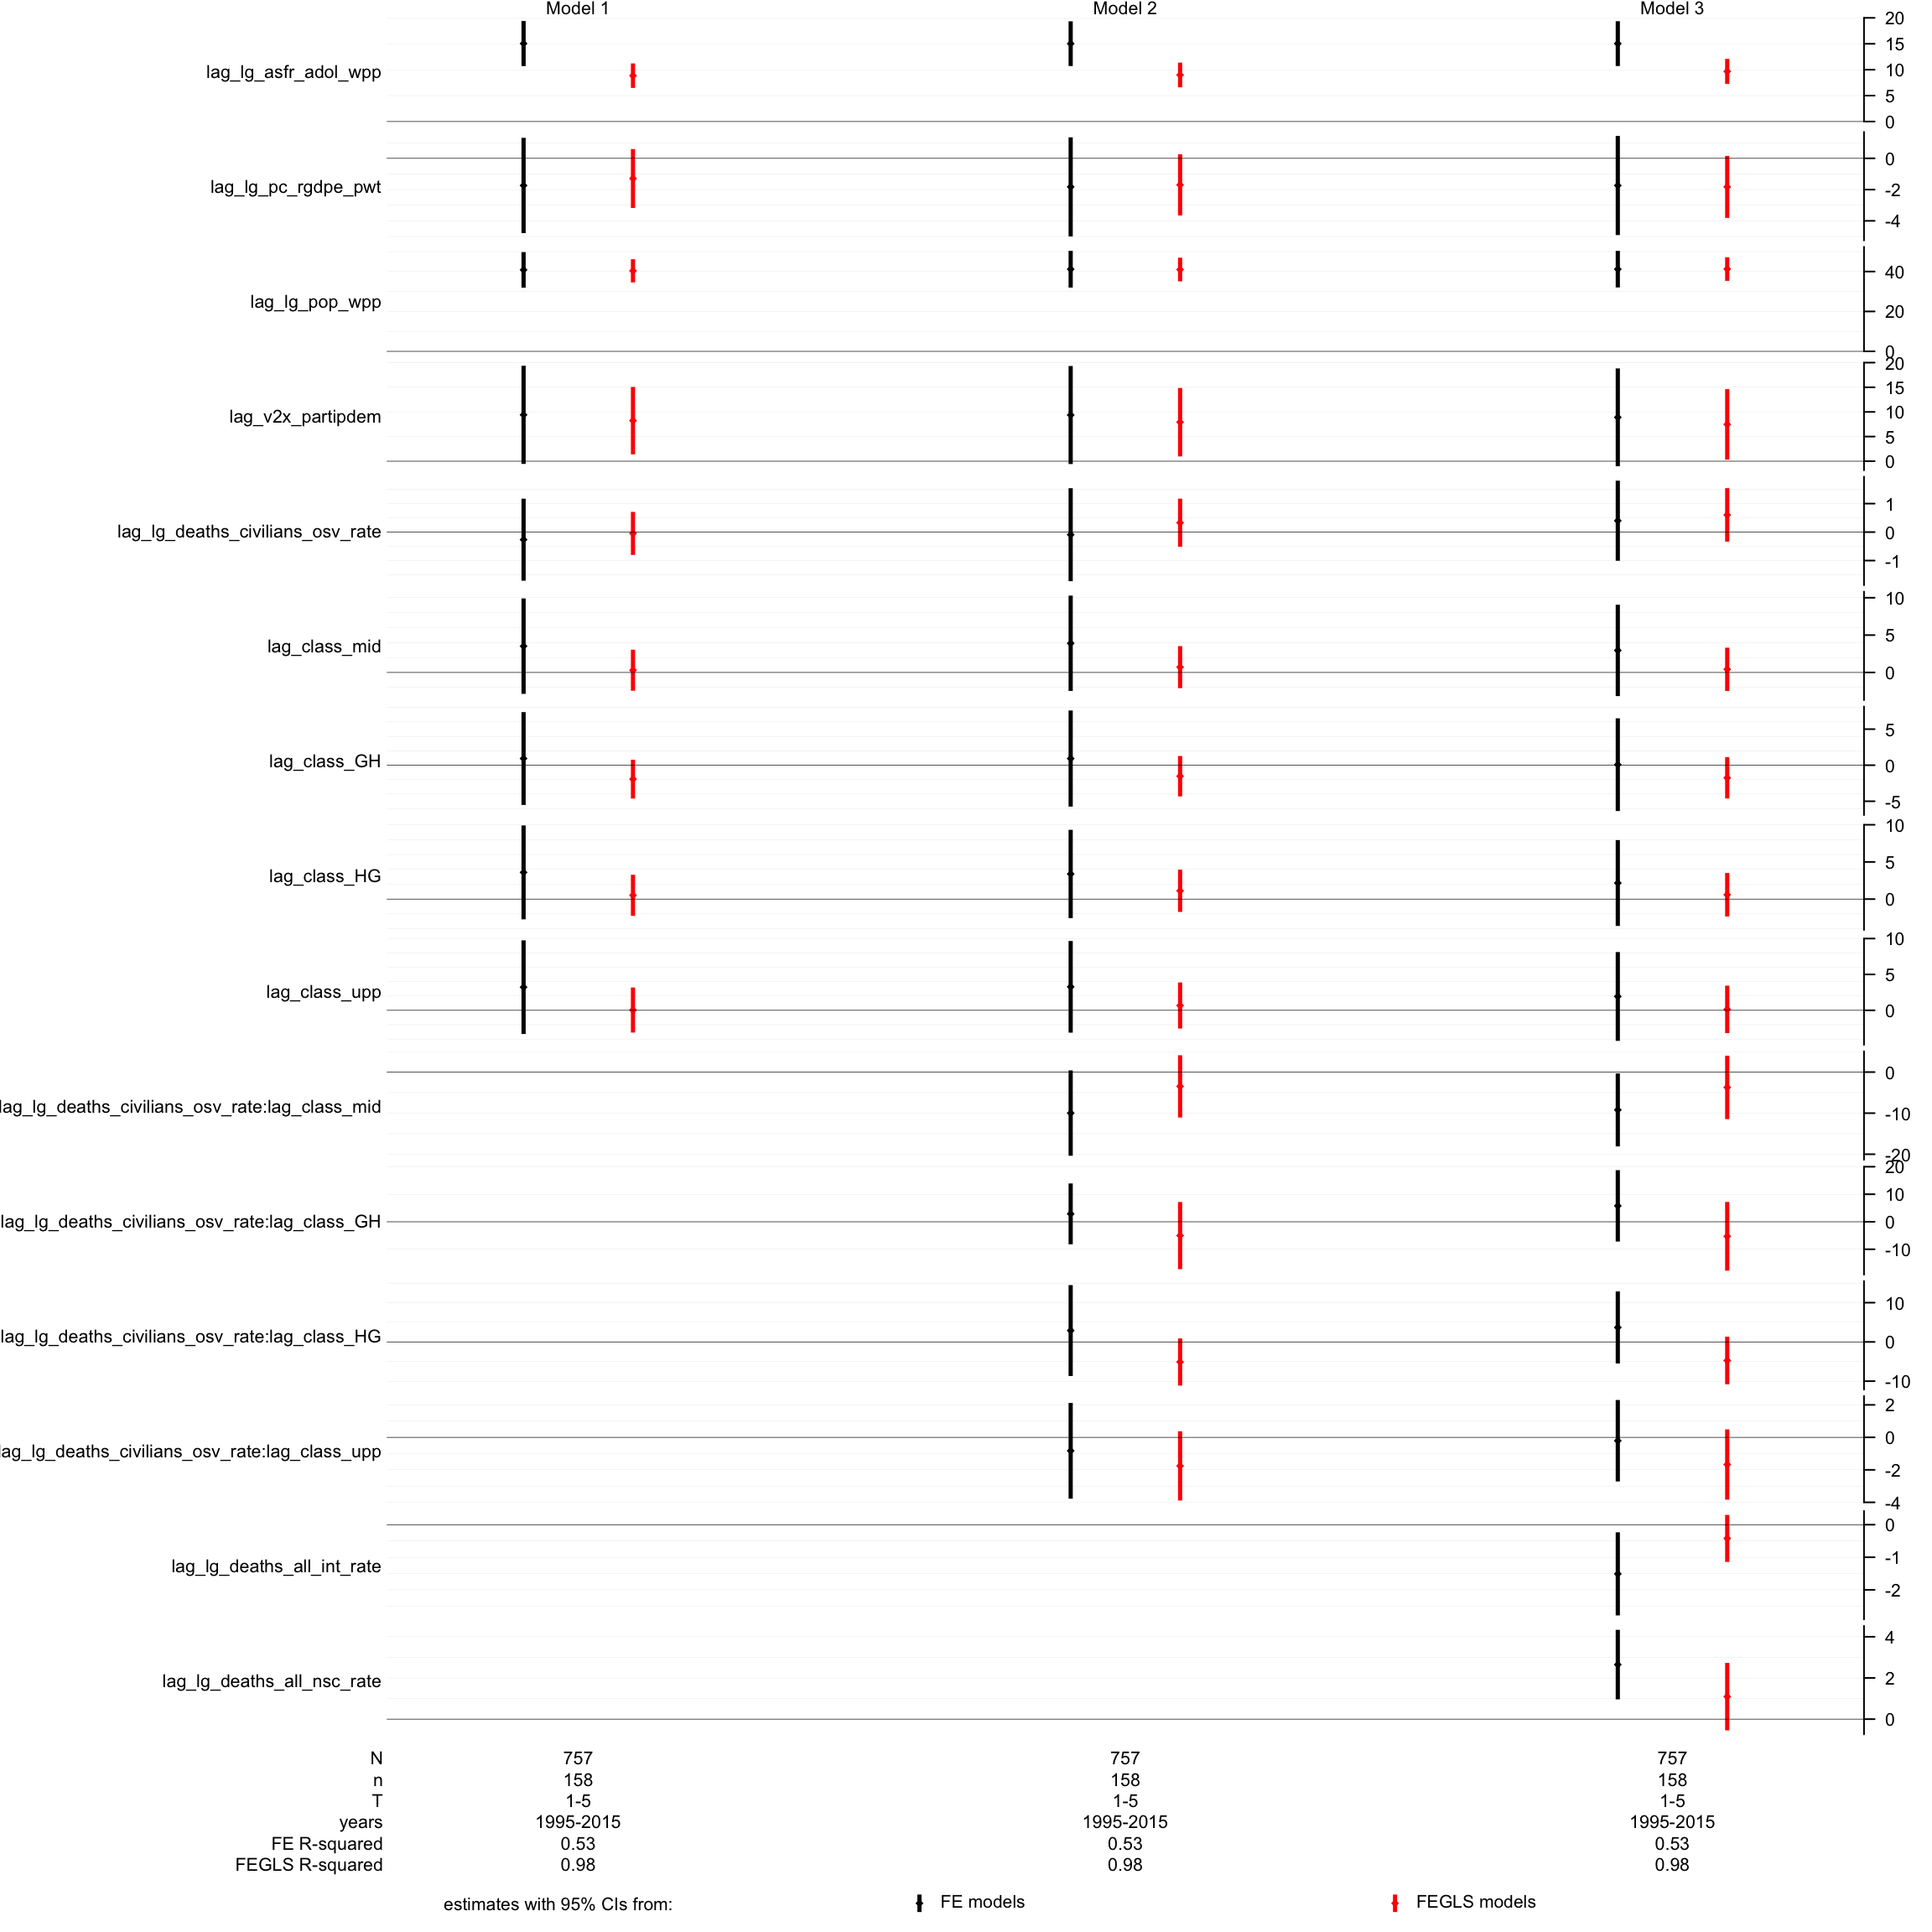 Model 1 Model 2 Model 3
lag_lg_asfr_adol_wpp 20 15 10 5 0
lag_lg_pc_rgdpe_pwt 0 -2 -4
lag_lg_pop_wpp 40 20 0
lag_v2x_partipdem 20 15 10 5 0
lag_lg_deaths_civilians_osv_rate 1 0 -1
lag_class_mid 10 5 0
lag_class_GH 5 0 -5
lag_class_HG 10 5 0
lag_class_upp 10 5 0
lag_lg_deaths_civilians_osv_rate:lag_class_mid 0 -10 -20
lag_lg_deaths_civilians_osv_rate:lag_class_GH 20 10 0 -10
lag_lg_deaths_civilians_osv_rate:lag_class_HG 10 0 -10
lag_lg_deaths_civilians_osv_rate:lag_class_upp 2 0 -2 -4
lag_lg_deaths_all_int_rate 0 -1 -2
lag_lg_deaths_all_nsc_rate 4 2 0
N 757 757 757
n 158 158 158
T 1-5 1-5 1-5
years 1995-2015 1995-2015 1995-2015
FE R-squared 0.53 0.53 0.53
FEGLS R-squared 0.98 0.98 0.98
estimates with 95% CIs from: FE models FEGLS models